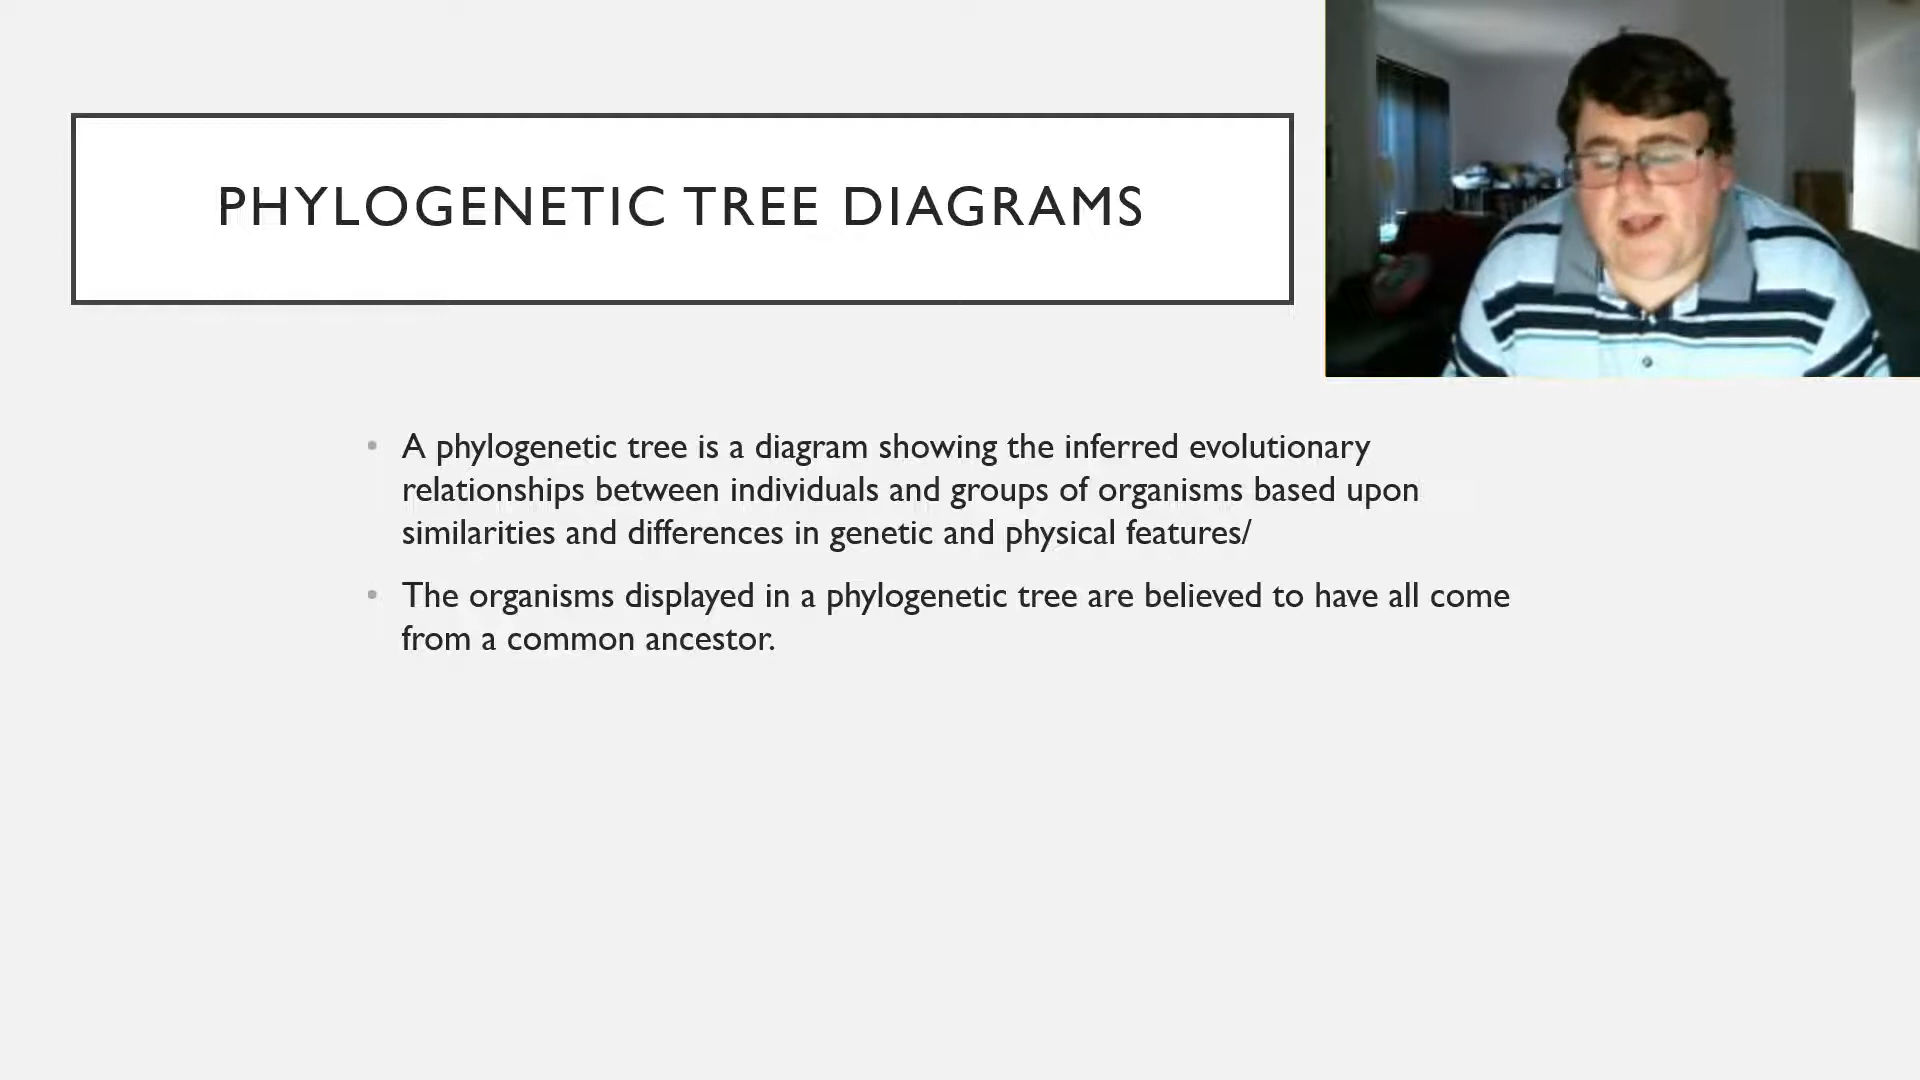 PHYLOGENETIC TREE DIAGRAMS
• A phylogenetic tree is a diagram showing the inferred evolutionary
relationships between individuals and groups of organisms based upon
similarities and differences in genetic and physical features/
• The organisms displayed in a phylogenetic tree are believed to have all come
from a common ancestor.